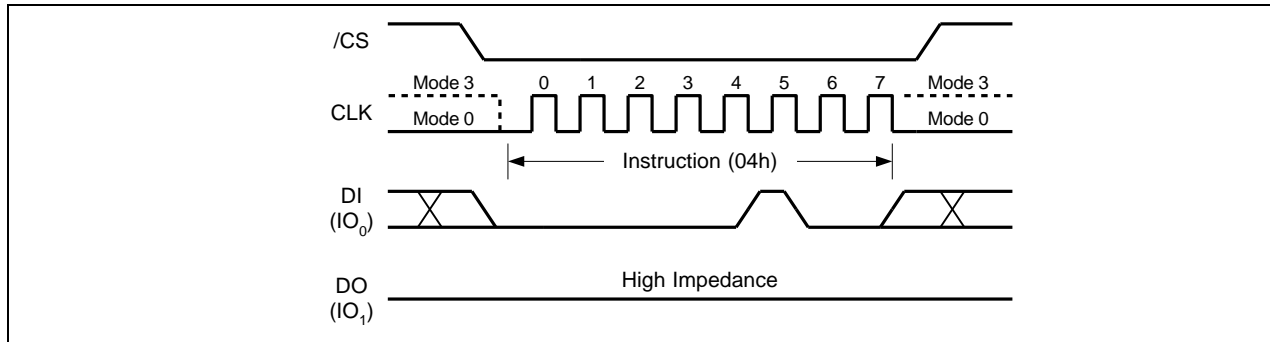 /CS
Mode 3 0 1 2 3 4 5 6 7 Mode 3
CLK
Mode 0 Mode 0
Instruction (04h)
DI
(IO0)
High Impedance
DO
(IO1)